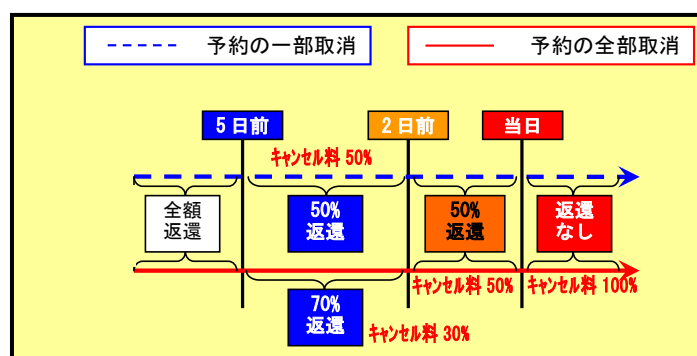 予約の一部取消
予約の全部取消
5日前
2日前
当日
キャンセル料 50%
全額
返還
50%
返還
50%
返還
返還
なし
キャンセル料 50%
キャンセル料 100%
70%
返還
キャンセル料 30%